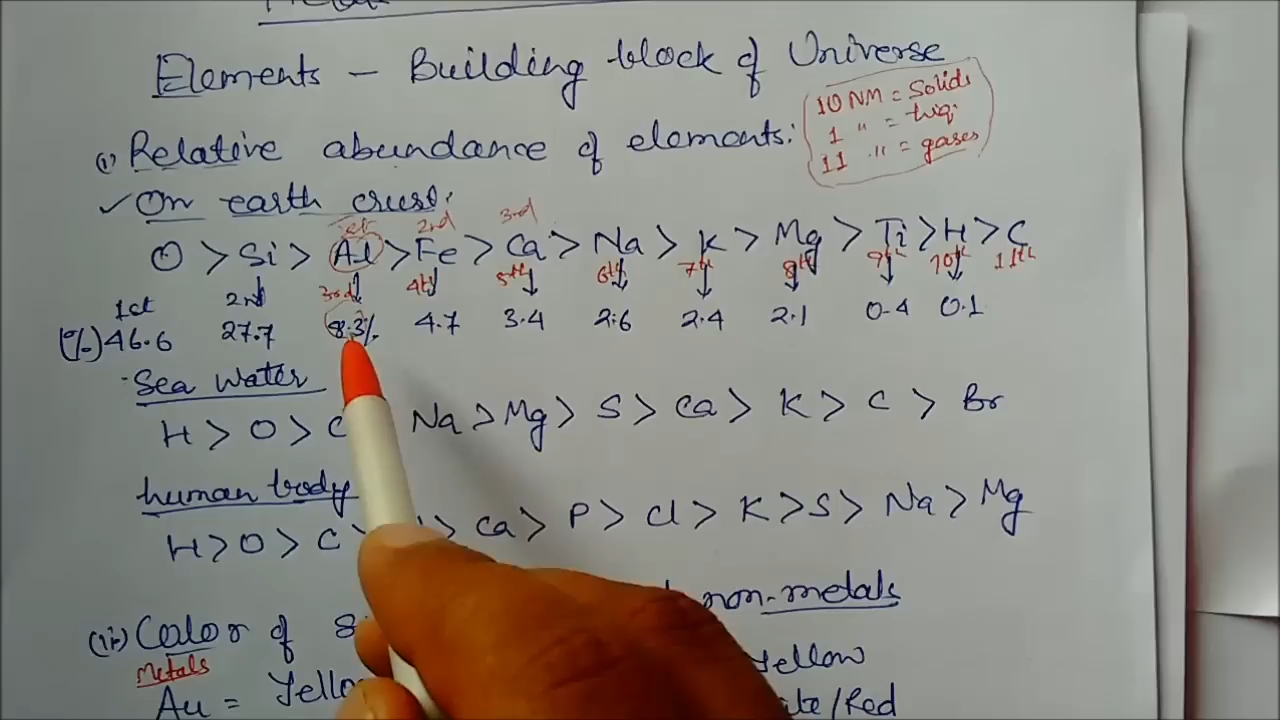 Elements - Building block of Universe
10 NM = Solids
1 " = Liq.
11 " = gases
(i) Relative abundance of elements:
✓ On earth crust:
1st 2nd 3rd
O > Si > Al > Fe > Ca > Na > K > Mg > Ti > H > C
1st 2nd 3rd 4th 5th 6th 7th 8th 9th 10th 11th
(%) 46.6 27.7 8.3% 4.7 3.4 2.6 2.4 2.1 0.4 0.1
Sea Water
H > O > C Na > Mg > S > Ca > K > C > Br
human body
H > O > C > > Ca > P > Cl > K > S > Na > Mg
(ii) Color of non-metals
Metals
Au = Yello Yellow
/Red